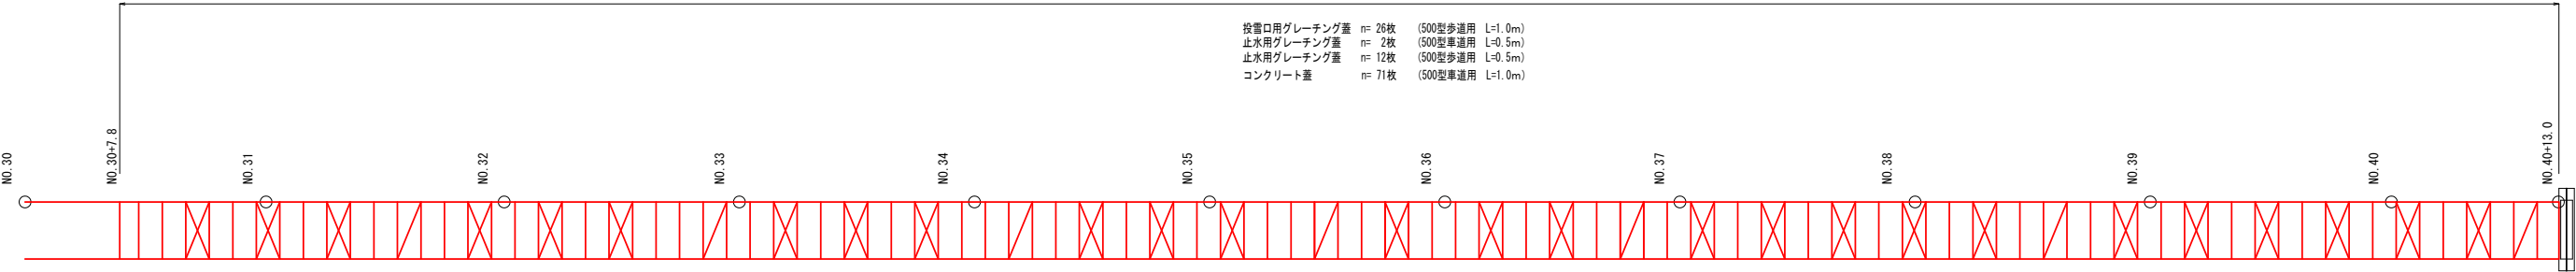 投雪口用グレーチング蓋 n= 26枚 (500型歩道用 L=1.0m)
止水用グレーチング蓋 n= 2枚 (500型車道用 L=0.5m)
止水用グレーチング蓋 n= 12枚 (500型歩道用 L=0.5m)
コンクリート蓋 n= 71枚 (500型車道用 L=1.0m)
NO.30
NO.30+7.8
NO.31
NO.32
NO.33
NO.34
NO.35
NO.36
NO.37
NO.38
NO.39
NO.40
NO.40+13.0